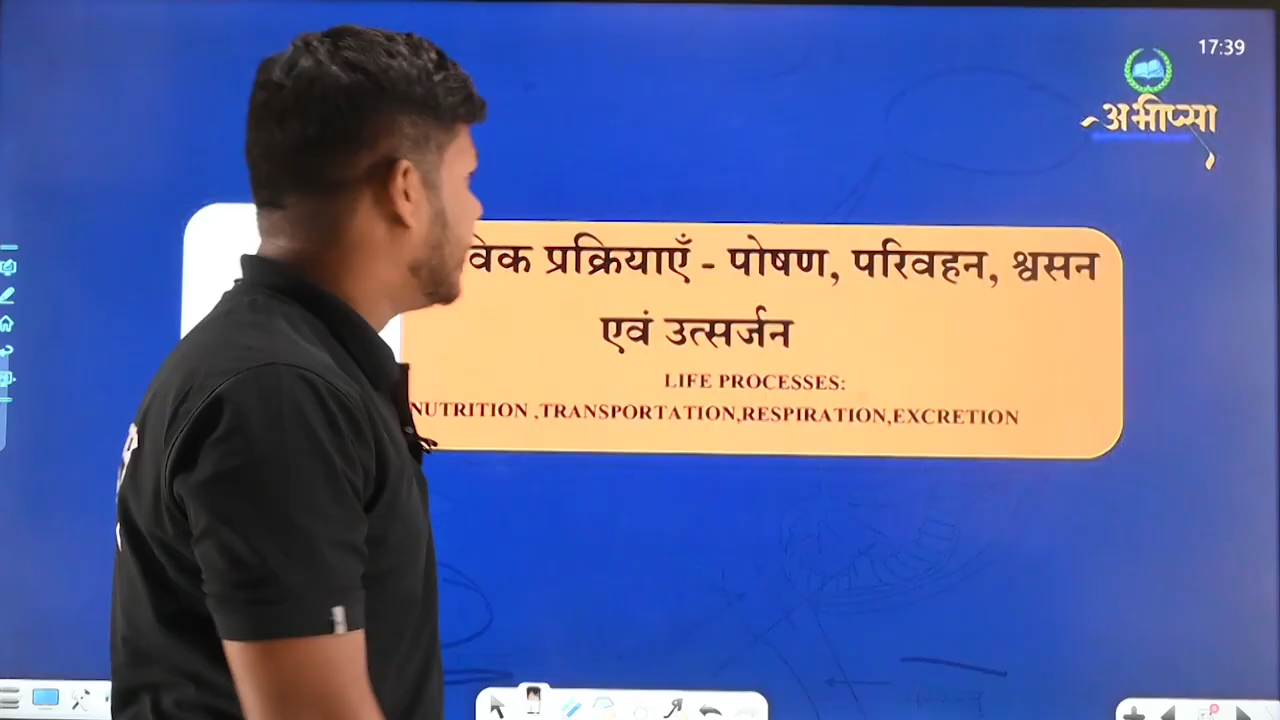 17:39
अभीप्सा
प्रक्रियाएँ - पोषण, परिवहन, श्वसन
एवं उत्सर्जन
LIFE PROCESSES:
NUTRITION ,TRANSPORTATION,RESPIRATION,EXCRETION